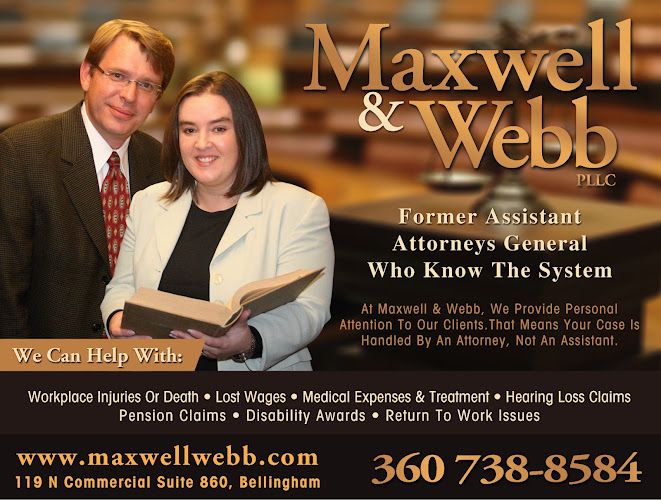 Maxwell
& Webb
PLLC
Former Assistant
Attorneys General
Who Know The System
At Maxwell & Webb, We Provide Personal
Attention To Our Clients.That Means Your Case Is
Handled By An Attorney, Not An Assistant.
We Can Help With:
Workplace Injuries Or Death • Lost Wages • Medical Expenses & Treatment • Hearing Loss Claims
Pension Claims • Disability Awards • Return To Work Issues
www.maxwellwebb.com
119 N Commercial Suite 860, Bellingham
360 738-8584